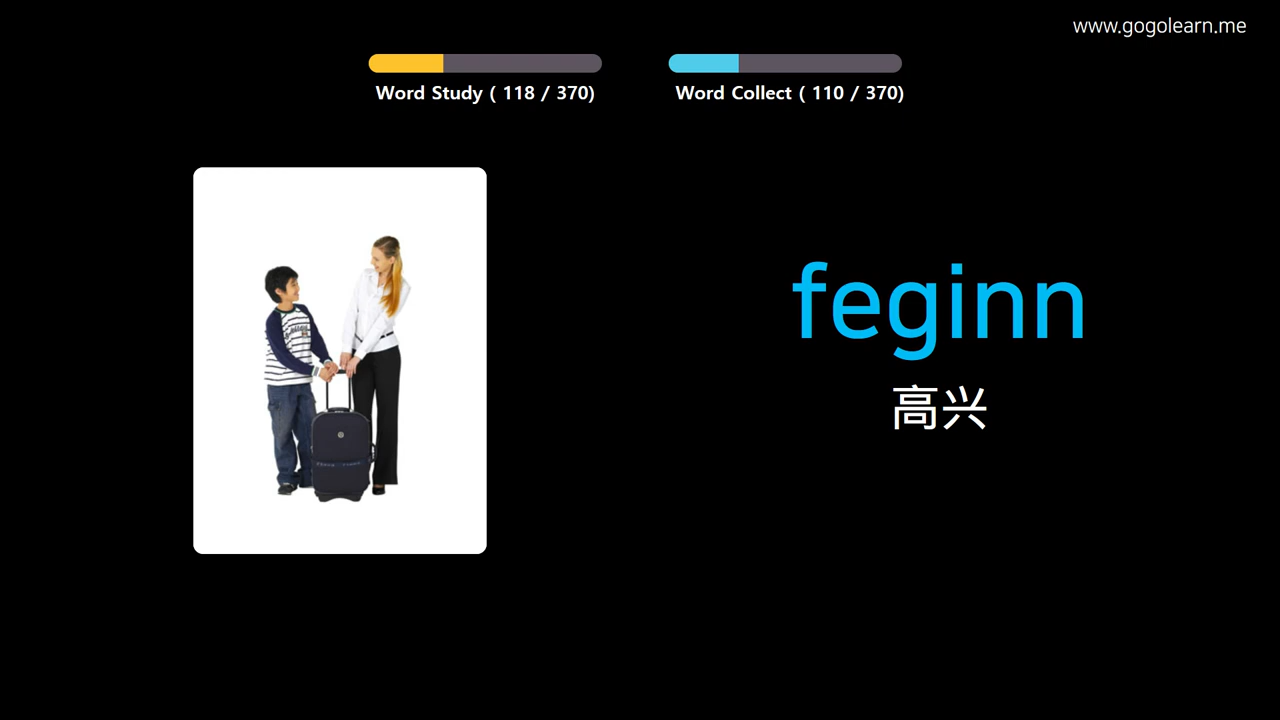 www.gogolearn.me
Word Study ( 118 / 370)
Word Collect ( 110 / 370)
feginn
高兴